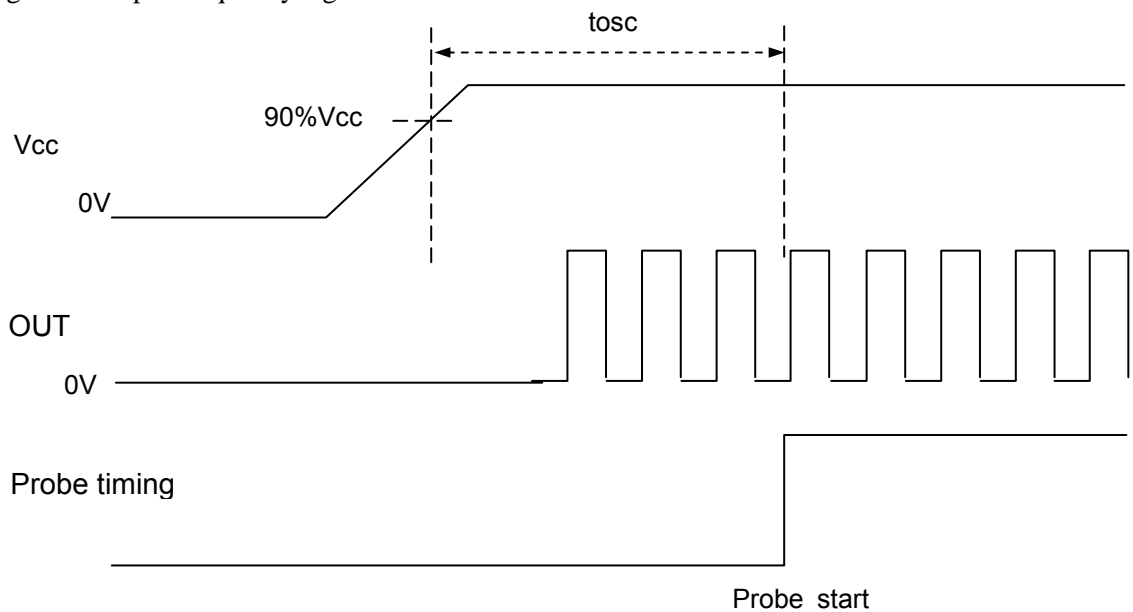 tosc
90%Vcc
Vcc
0V
OUT
0V
Probe timing
Probe start